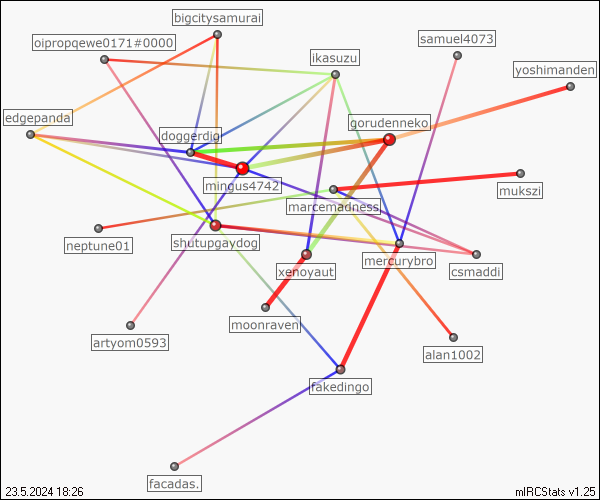 bigcitysamurai
oipropqewe0171#0000
samuel4073
ikasuzu
yoshimanden
edgepanda
gorudenneko
doggerdig
mingus4742
mukszi
marcemadness
neptune01
shutupgaydog
mercurybro
xenoyaut
csmaddi
moonraven
artyom0593
alan1002
fakedingo
facadas.
23.5.2024 18:26
mIRCStats v1.25